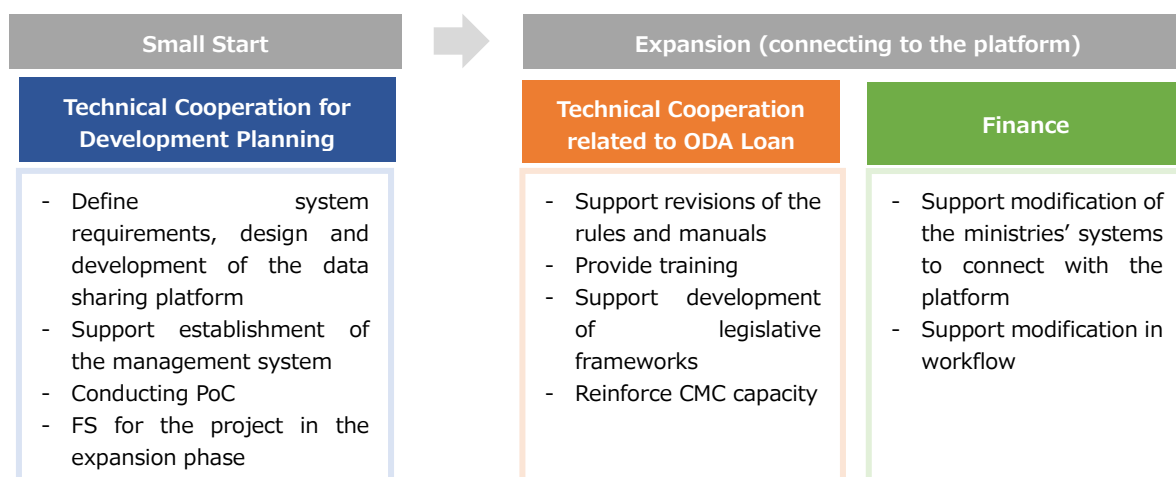 Small Start
Expansion (connecting to the platform)
Technical Cooperation for
Development Planning
- Define system
requirements, design and
development of the data
sharing platform
- Support establishment of
the management system
- Conducting PoC
- FS for the project in the
expansion phase
Technical Cooperation
related to ODA Loan
- Support revisions of the
rules and manuals
- Provide training
- Support development
of legislative
frameworks
- Reinforce CMC capacity
Finance
- Support modification of
the ministries’ systems
to connect with the
platform
- Support modification in
workflow